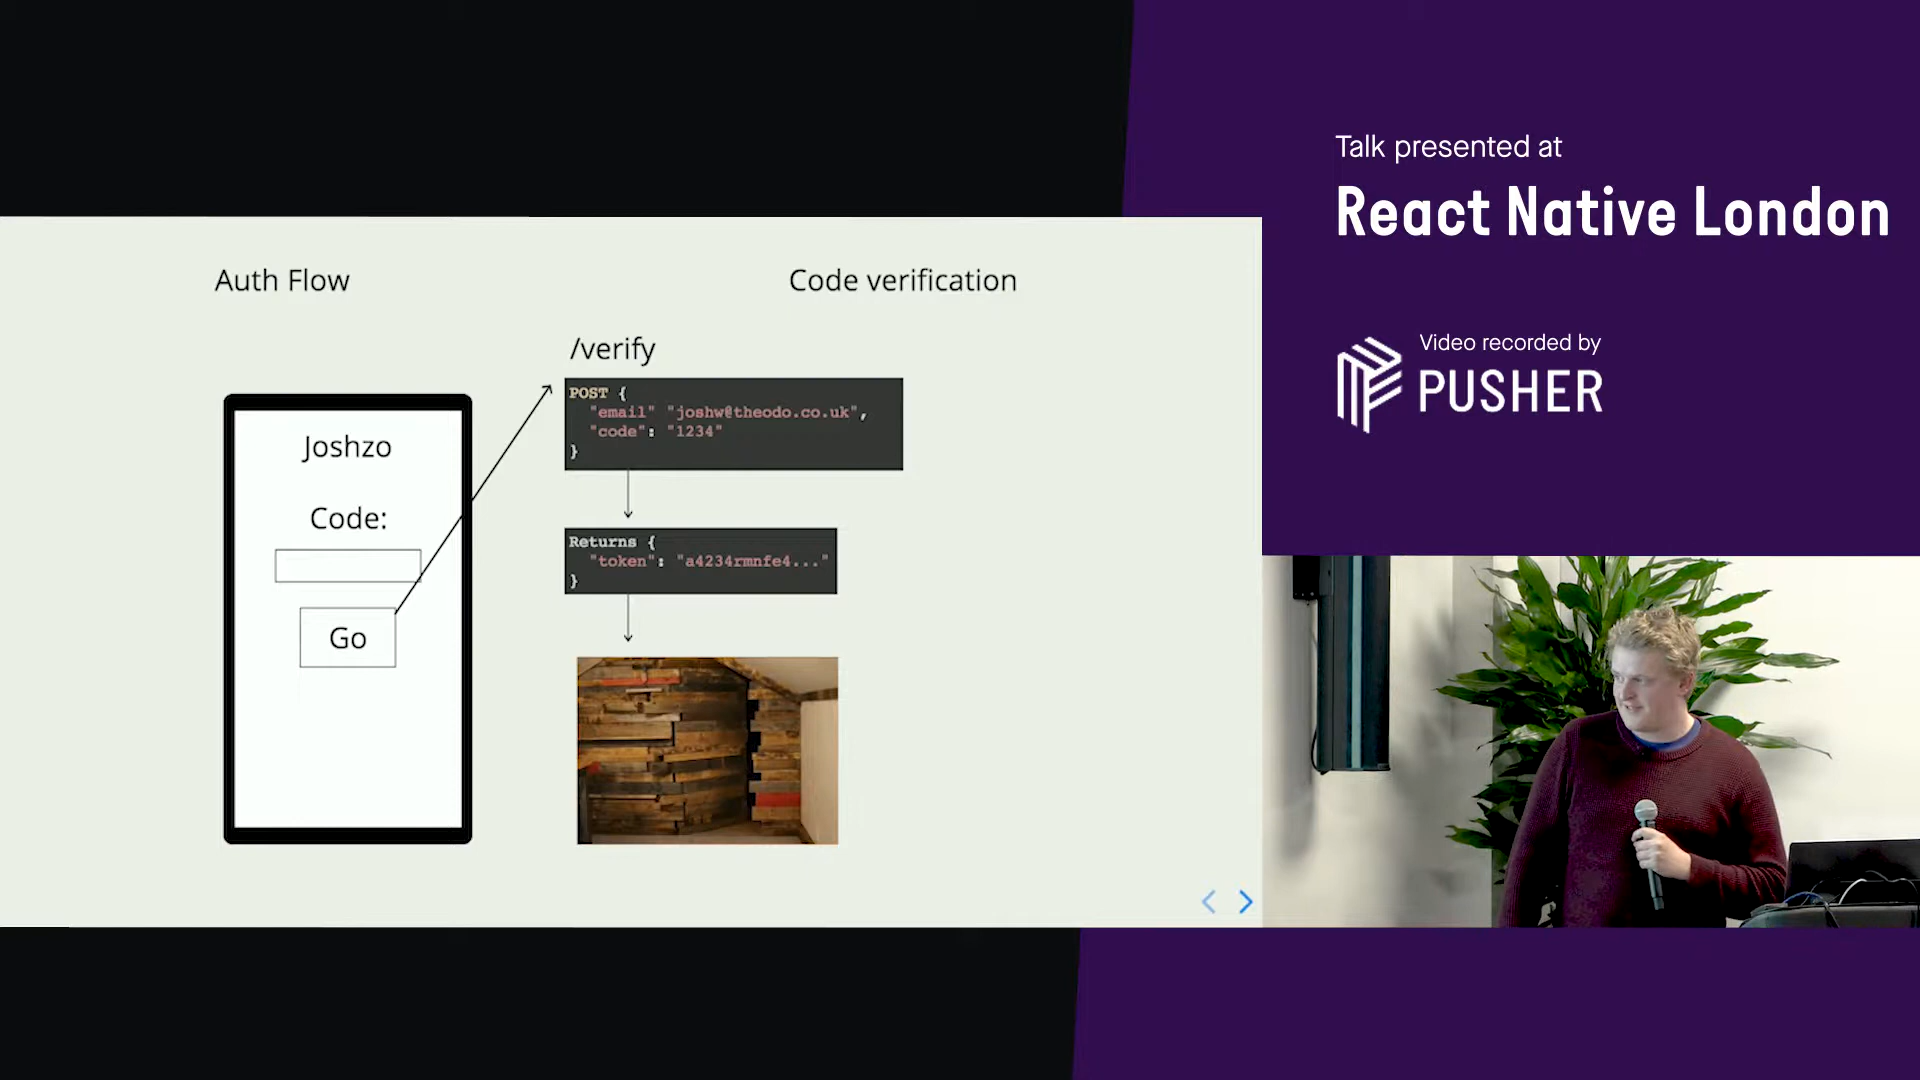 Talk presented at
React Native London
Video recorded by
PUSHER
Auth Flow
Code verification
/verify
POST {
"email" "joshw@theodo.co.uk",
"code": "1234"
}
Returns {
"token": "a4234rmnfe4..."
}
Joshzo
Code:
Go